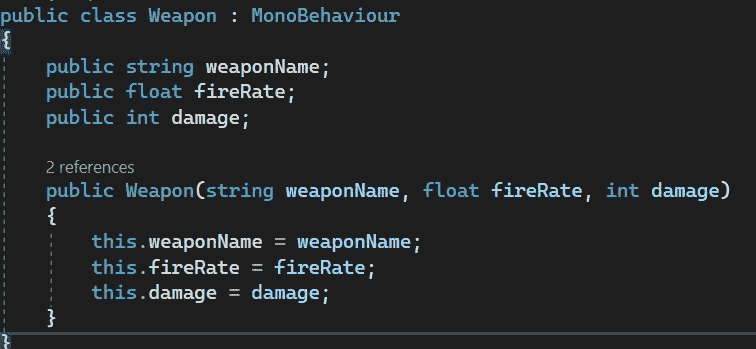 public class Weapon : MonoBehaviour
{
    public string weaponName;
    public float fireRate;
    public int damage;
    2 references
    public Weapon(string weaponName, float fireRate, int damage)
    {
        this.weaponName = weaponName;
        this.fireRate = fireRate;
        this.damage = damage;
    }
}